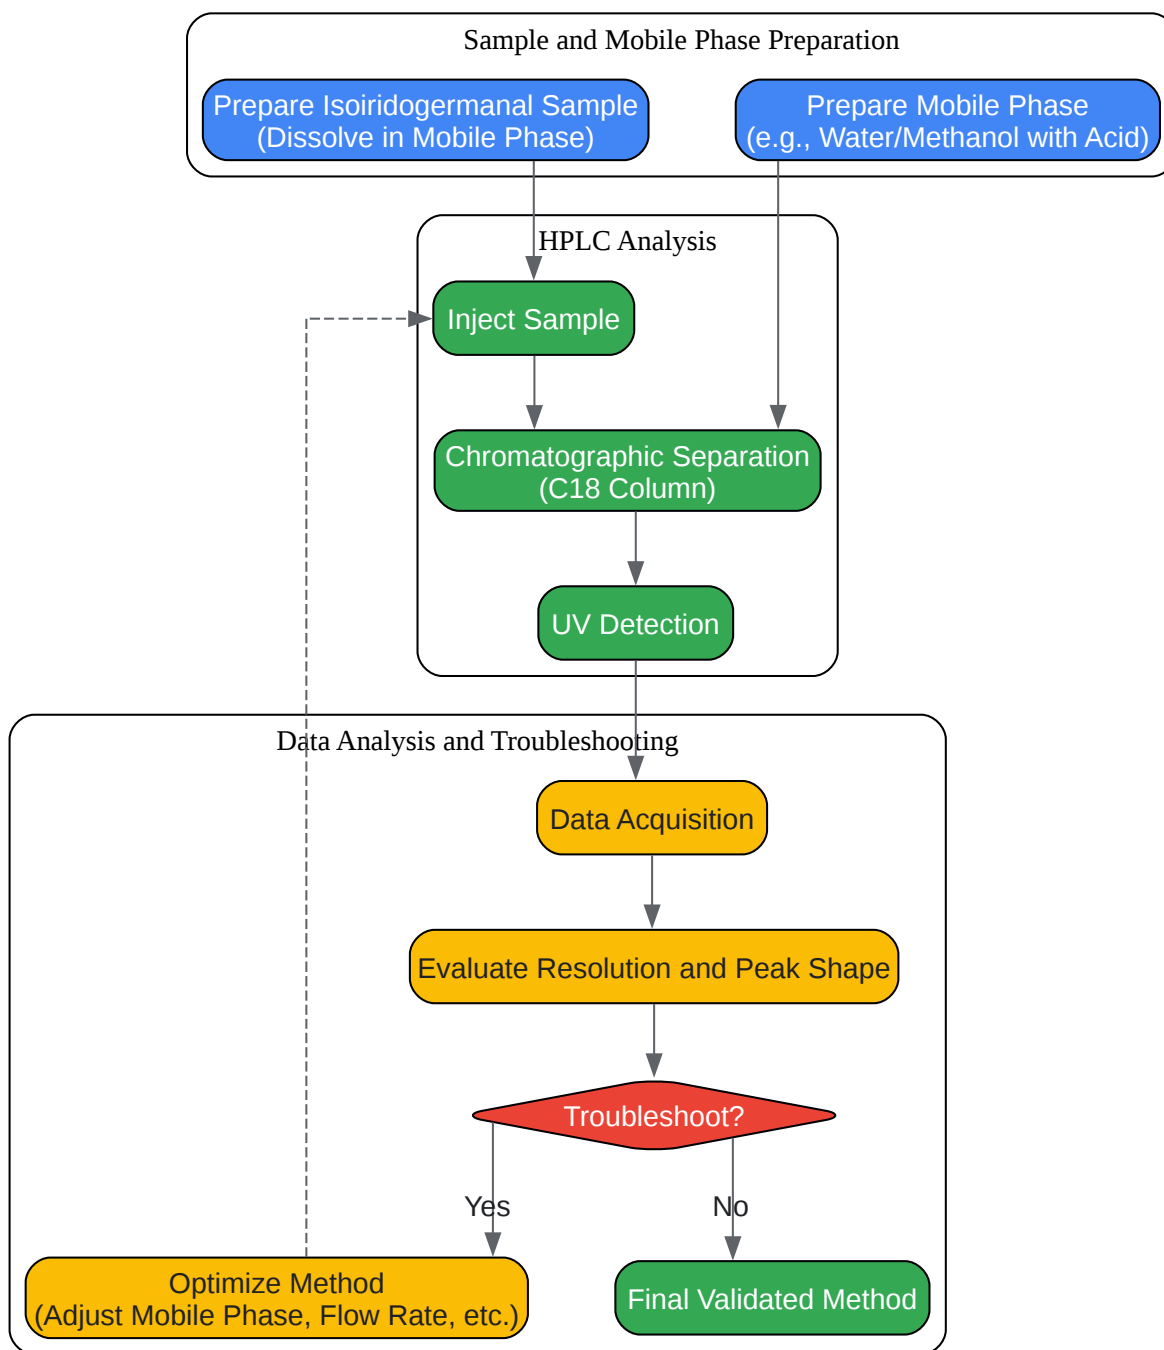 Sample and Mobile Phase Preparation
Prepare Isoiridogermanal Sample
(Dissolve in Mobile Phase)
Prepare Mobile Phase
(e.g., Water/Methanol with Acid)
HPLC Analysis
Inject Sample
Chromatographic Separation
(C18 Column)
UV Detection
Data Analysis and Troubleshooting
Data Acquisition
Evaluate Resolution and Peak Shape
Troubleshoot?
Yes
No
Optimize Method
(Adjust Mobile Phase, Flow Rate, etc.)
Final Validated Method